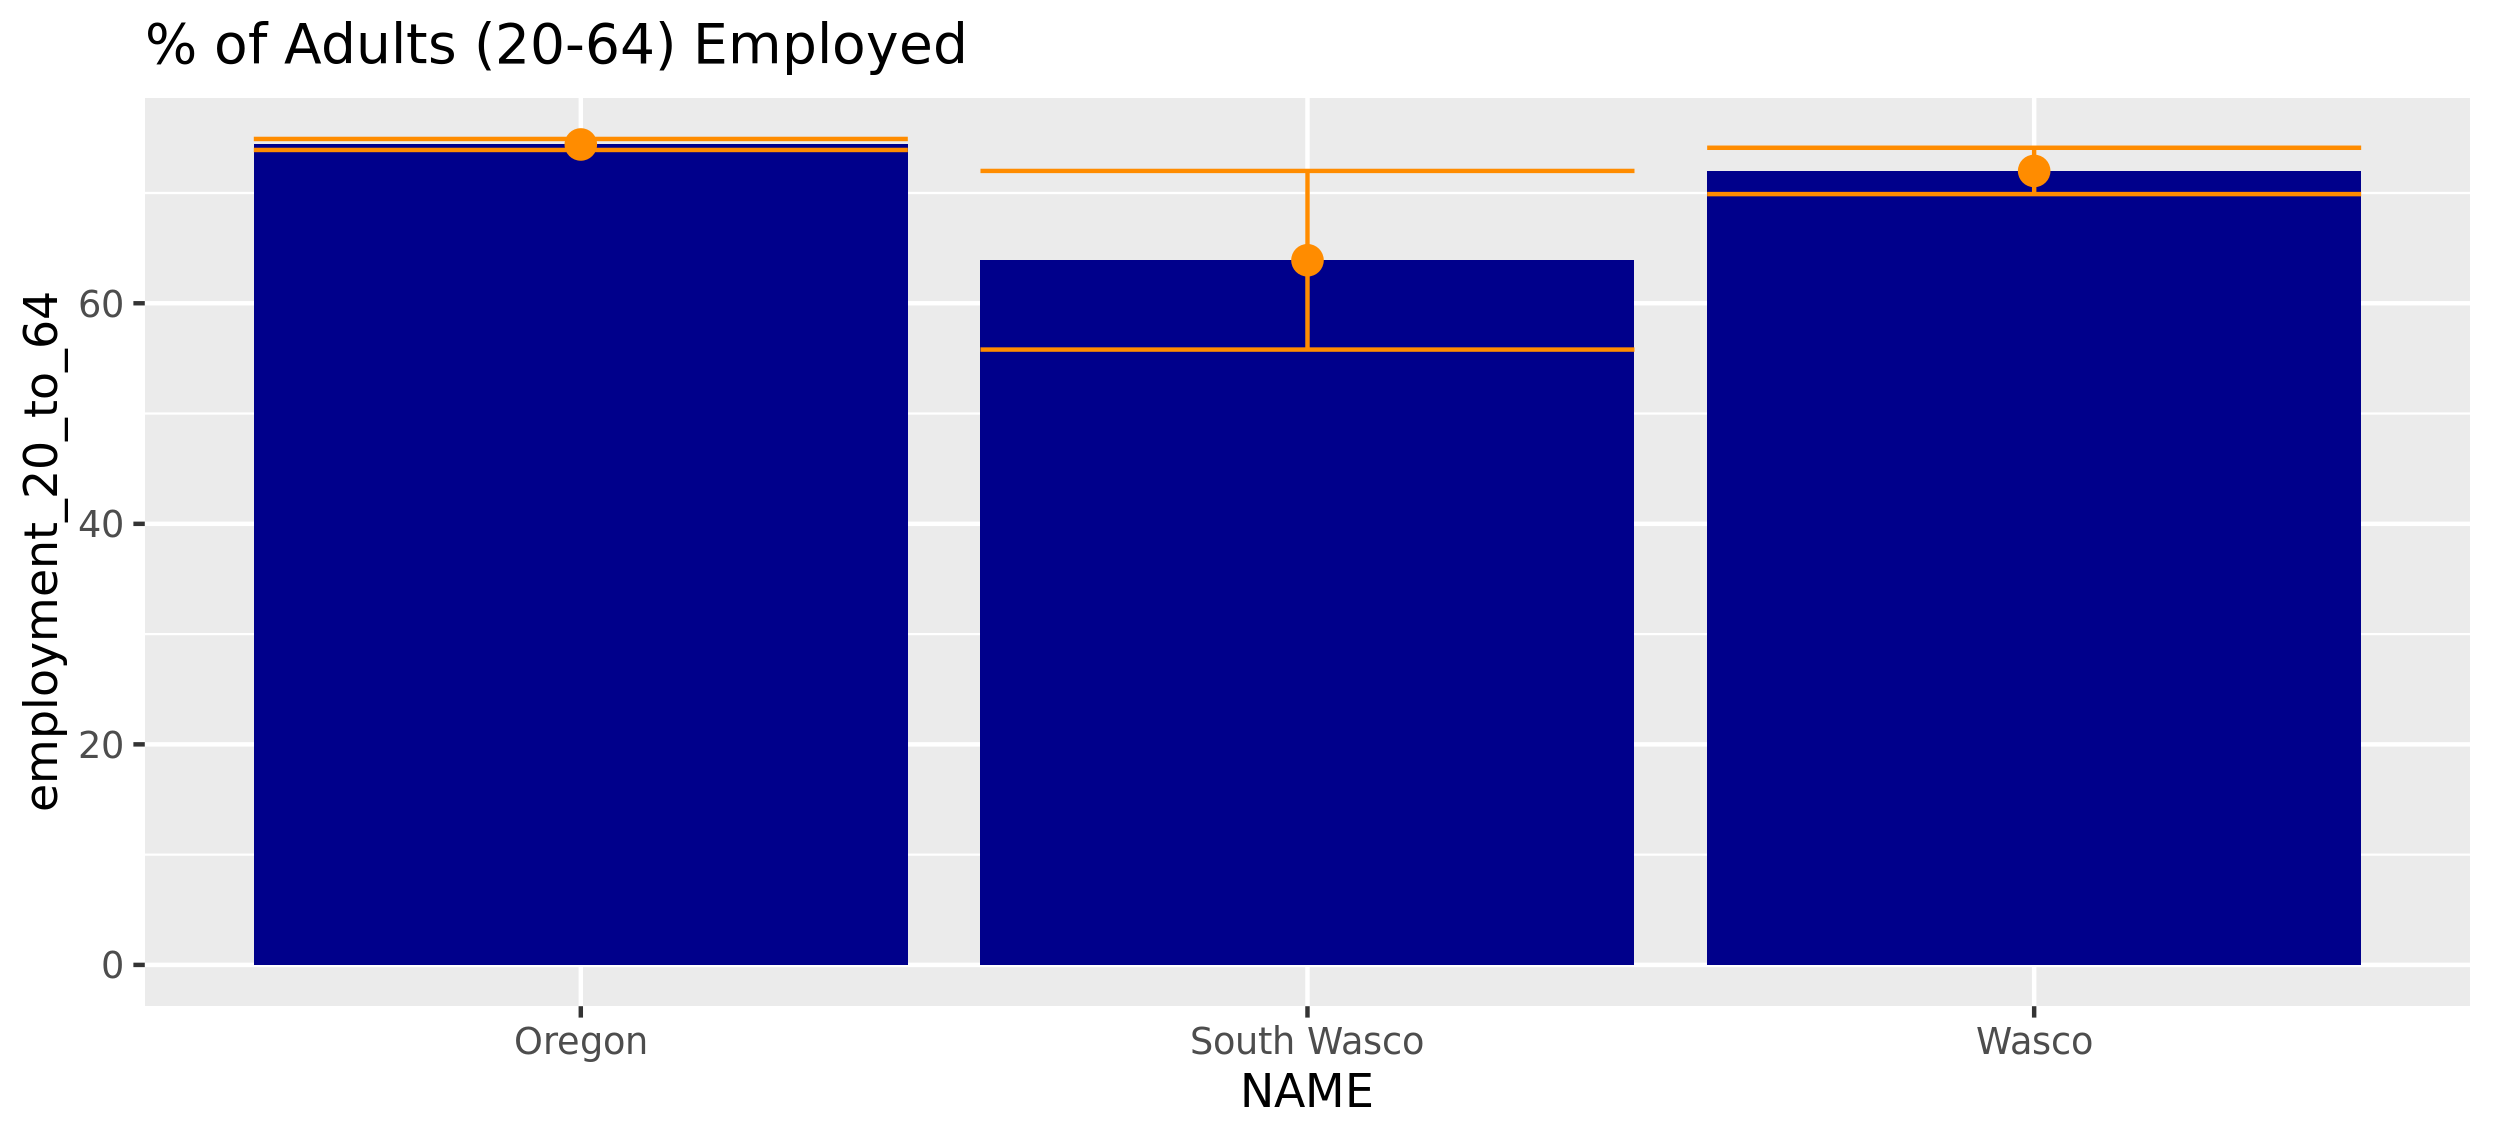 % of Adults (20-64) Employed
employment_20_to_64
60
40
20
0
Oregon South Wasco Wasco
NAME